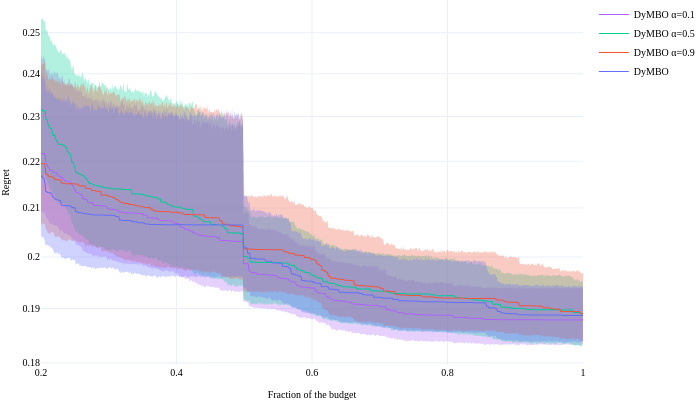 DyMBO α=0.1
DyMBO α=0.5
DyMBO α=0.9
DyMBO
0.25
0.24
0.23
0.22
0.21
0.2
0.19
0.18
Regret
0.2
0.4
0.6
0.8
1
Fraction of the budget